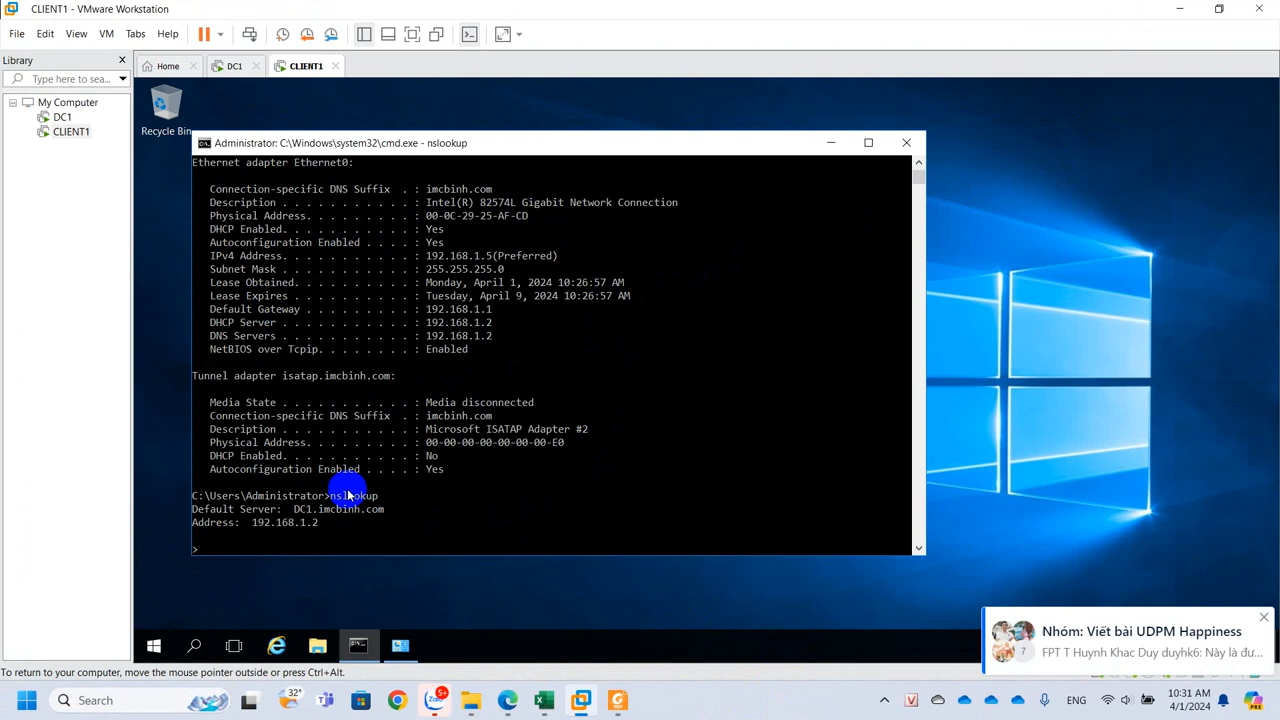 CLIENT1 - VMware Workstation
File Edit View VM Tabs Help
Library
Type here to sea...
Home
DC1
CLIENT1
My Computer
DC1
CLIENT1
Recycle Bin
Administrator: C:\Windows\system32\cmd.exe - nslookup
Ethernet adapter Ethernet0:
Connection-specific DNS Suffix . : imcbinh.com
Description . . . . . . . . . . . : Intel(R) 82574L Gigabit Network Connection
Physical Address. . . . . . . . . : 00-0C-29-25-AF-CD
DHCP Enabled. . . . . . . . . . . : Yes
Autoconfiguration Enabled . . . . : Yes
IPv4 Address. . . . . . . . . . . : 192.168.1.5(Preferred)
Subnet Mask . . . . . . . . . . . : 255.255.255.0
Lease Obtained. . . . . . . . . . : Monday, April 1, 2024 10:26:57 AM
Lease Expires . . . . . . . . . . : Tuesday, April 9, 2024 10:26:57 AM
Default Gateway . . . . . . . . . : 192.168.1.1
DHCP Server . . . . . . . . . . . : 192.168.1.2
DNS Servers . . . . . . . . . . . : 192.168.1.2
NetBIOS over Tcpip. . . . . . . . : Enabled
Tunnel adapter isatap.imcbinh.com:
Media State . . . . . . . . . . . : Media disconnected
Connection-specific DNS Suffix . : imcbinh.com
Description . . . . . . . . . . . : Microsoft ISATAP Adapter #2
Physical Address. . . . . . . . . : 00-00-00-00-00-00-00-E0
DHCP Enabled. . . . . . . . . . . : No
Autoconfiguration Enabled . . . . : Yes
C:\Users\Administrator>nslookup
Default Server:  DC1.imcbinh.com
Address:  192.168.1.2
>
Nhóm: Viết bài UDPM Happiness
7
FPT T Huynh Khac Duy duyhk6: Này là đư...
To return to your computer, move the mouse pointer outside or press Ctrl+Alt.
Search
32°
Zalo
5+
V
10:31 AM
4/1/2024
PRE